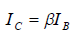 I_C = βI_B